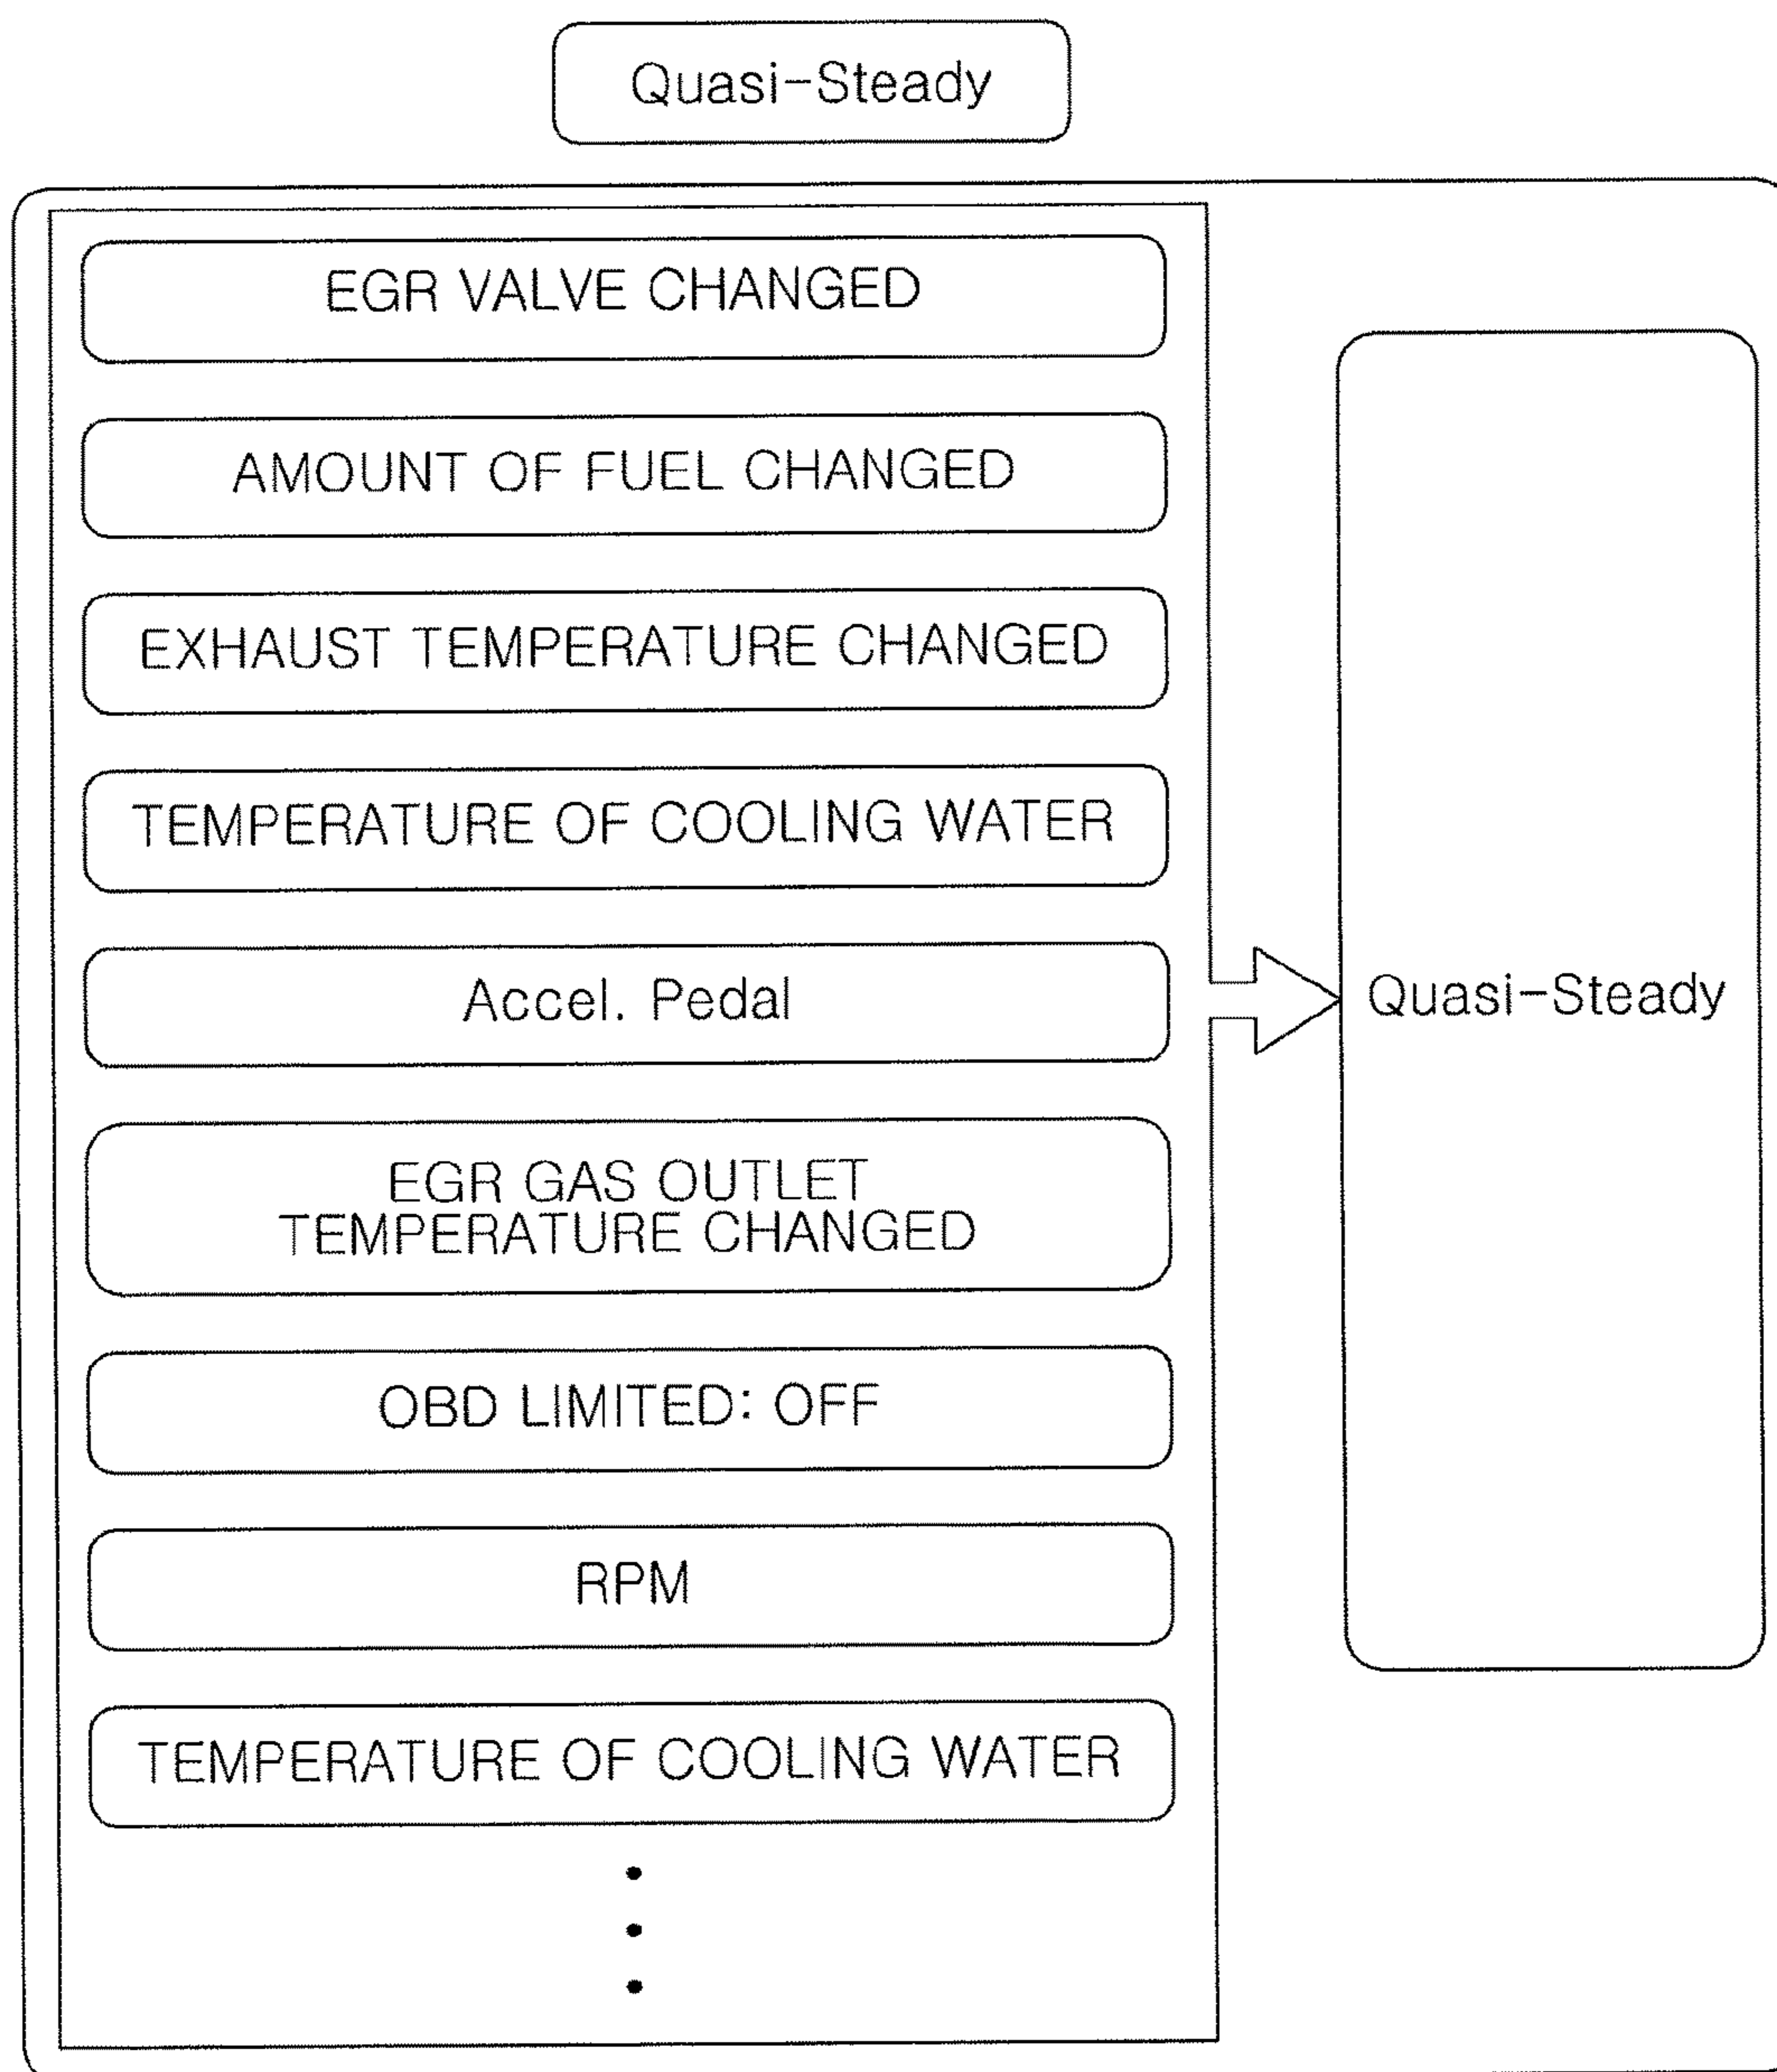 Quasi-Steady
EGR VALVE CHANGED
AMOUNT OF FUEL CHANGED
EXHAUST TEMPERATURE CHANGED
TEMPERATURE OF COOLING WATER
Accel. Pedal
EGR GAS OUTLET
TEMPERATURE CHANGED
OBD LIMITED: OFF
RPM
TEMPERATURE OF COOLING WATER
Quasi-Steady